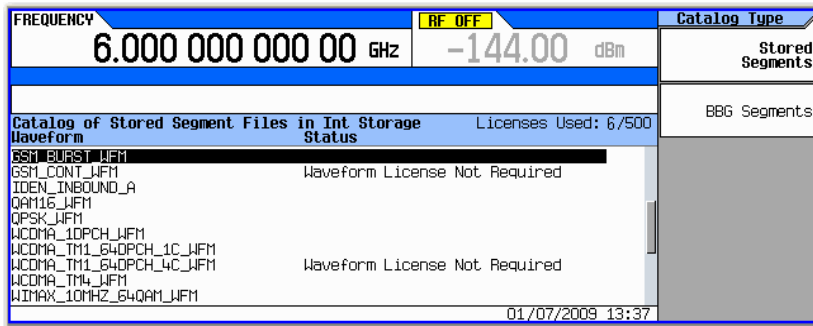 FREQUENCY
RF OFF
6.000 000 000 00 GHz
-144.00 dBm
Catalog of Stored Segment Files in Int Storage
Licenses Used: 6/500
Waveform Status
GSM_BURST_WFM
GSM_CONT_WFM Waveform License Not Required
IDEN_INBOUND_A
QAM16_WFM
QPSK_WFM
WCDMA_1DPCH_WFM
WCDMA_TM1_64DPCH_1C_WFM
WCDMA_TM1_64DPCH_4C_WFM Waveform License Not Required
WCDMA_TM4_WFM
WIMAX_10MHZ_64QAM_WFM
01/07/2009 13:37
Catalog Type
Stored
Segments
BBG Segments